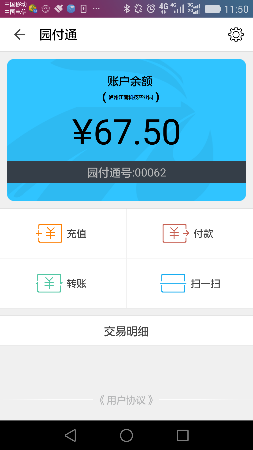 11:50
园付通
账户余额
¥67.50
园付通号:00062
充值
付款
转账
扫一扫
交易明细
《用户协议》